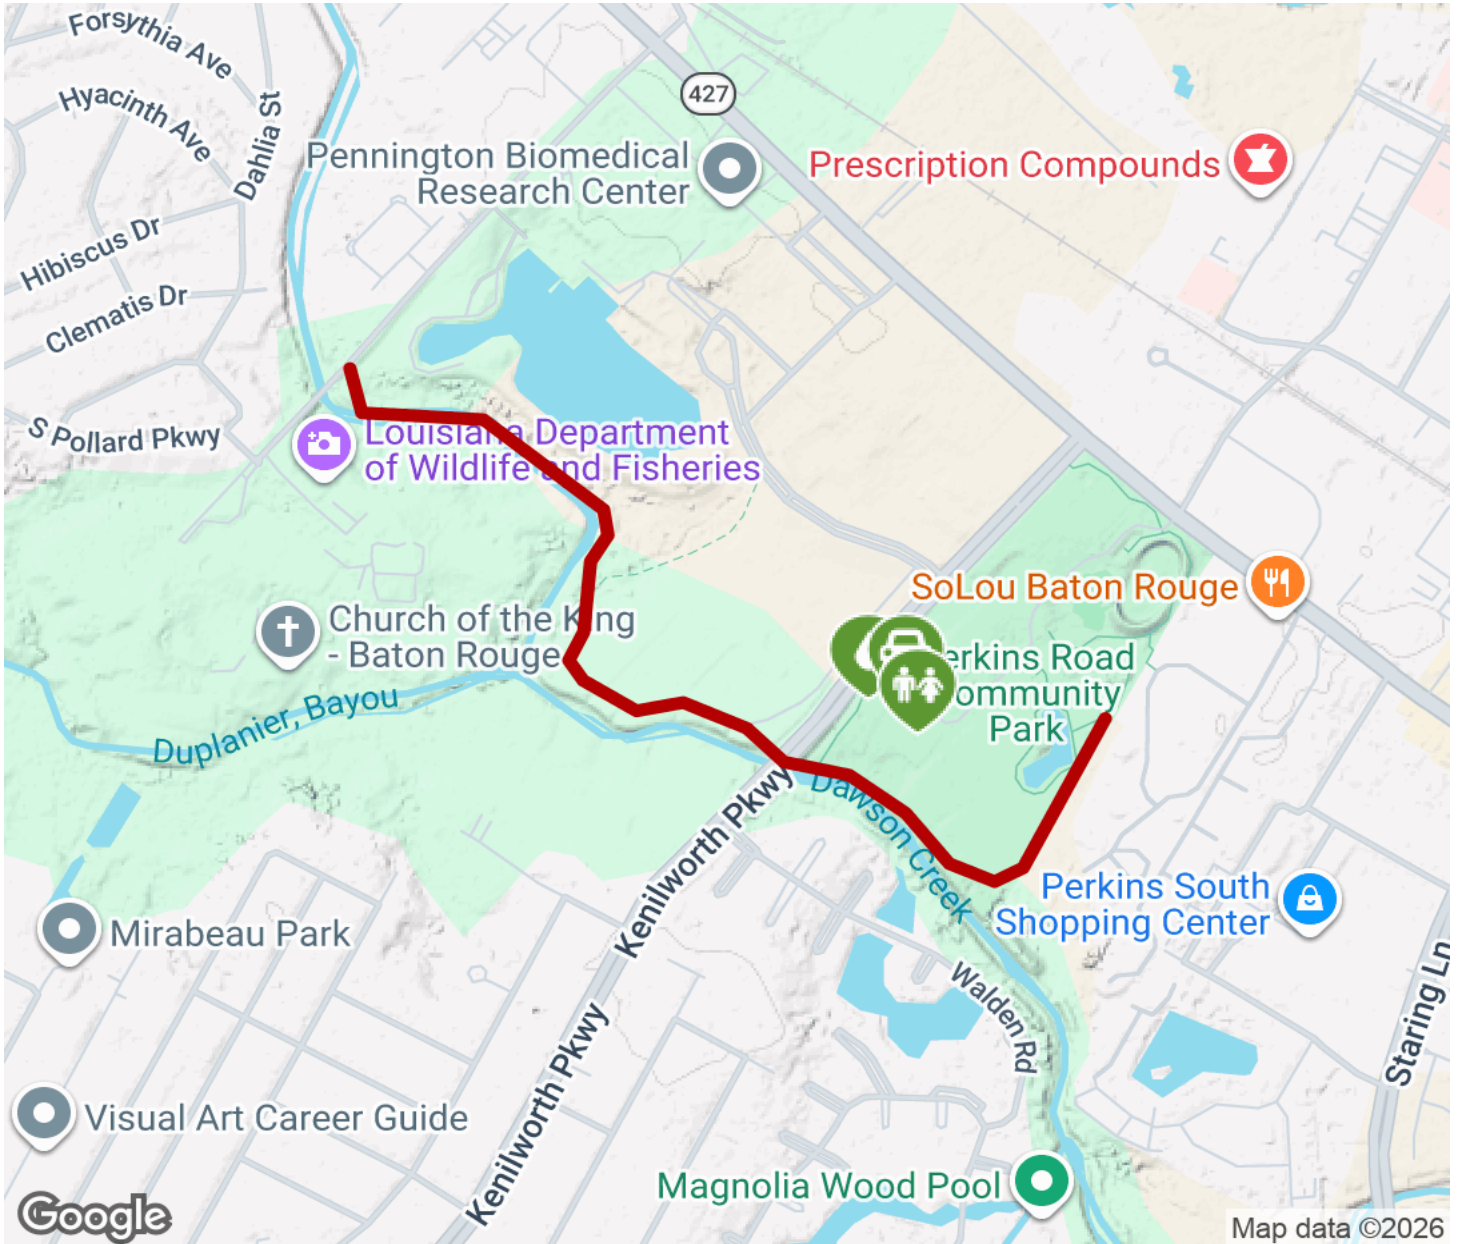 Forsythia Ave
Hyacinth Ave
Dahlia St
427
Pennington Biomedical
Research Center
Prescription Compounds
Hibiscus Dr
Clematis Dr
S Pollard Pkwy
Louisiana Department
of Wildlife and Fisheries
SoLou Baton Rouge
Church of the King
- Baton Rouge
erkins Road
ommunity
Park
Duplanier, Bayou
Dawson Creek
Kenilworth Pkwy
Perkins South
Shopping Center
Mirabeau Park
Walden Rd
Staring Ln
Kenilworth Pkwy
Visual Art Career Guide
Magnolia Wood Pool
Google
Map data ©2026